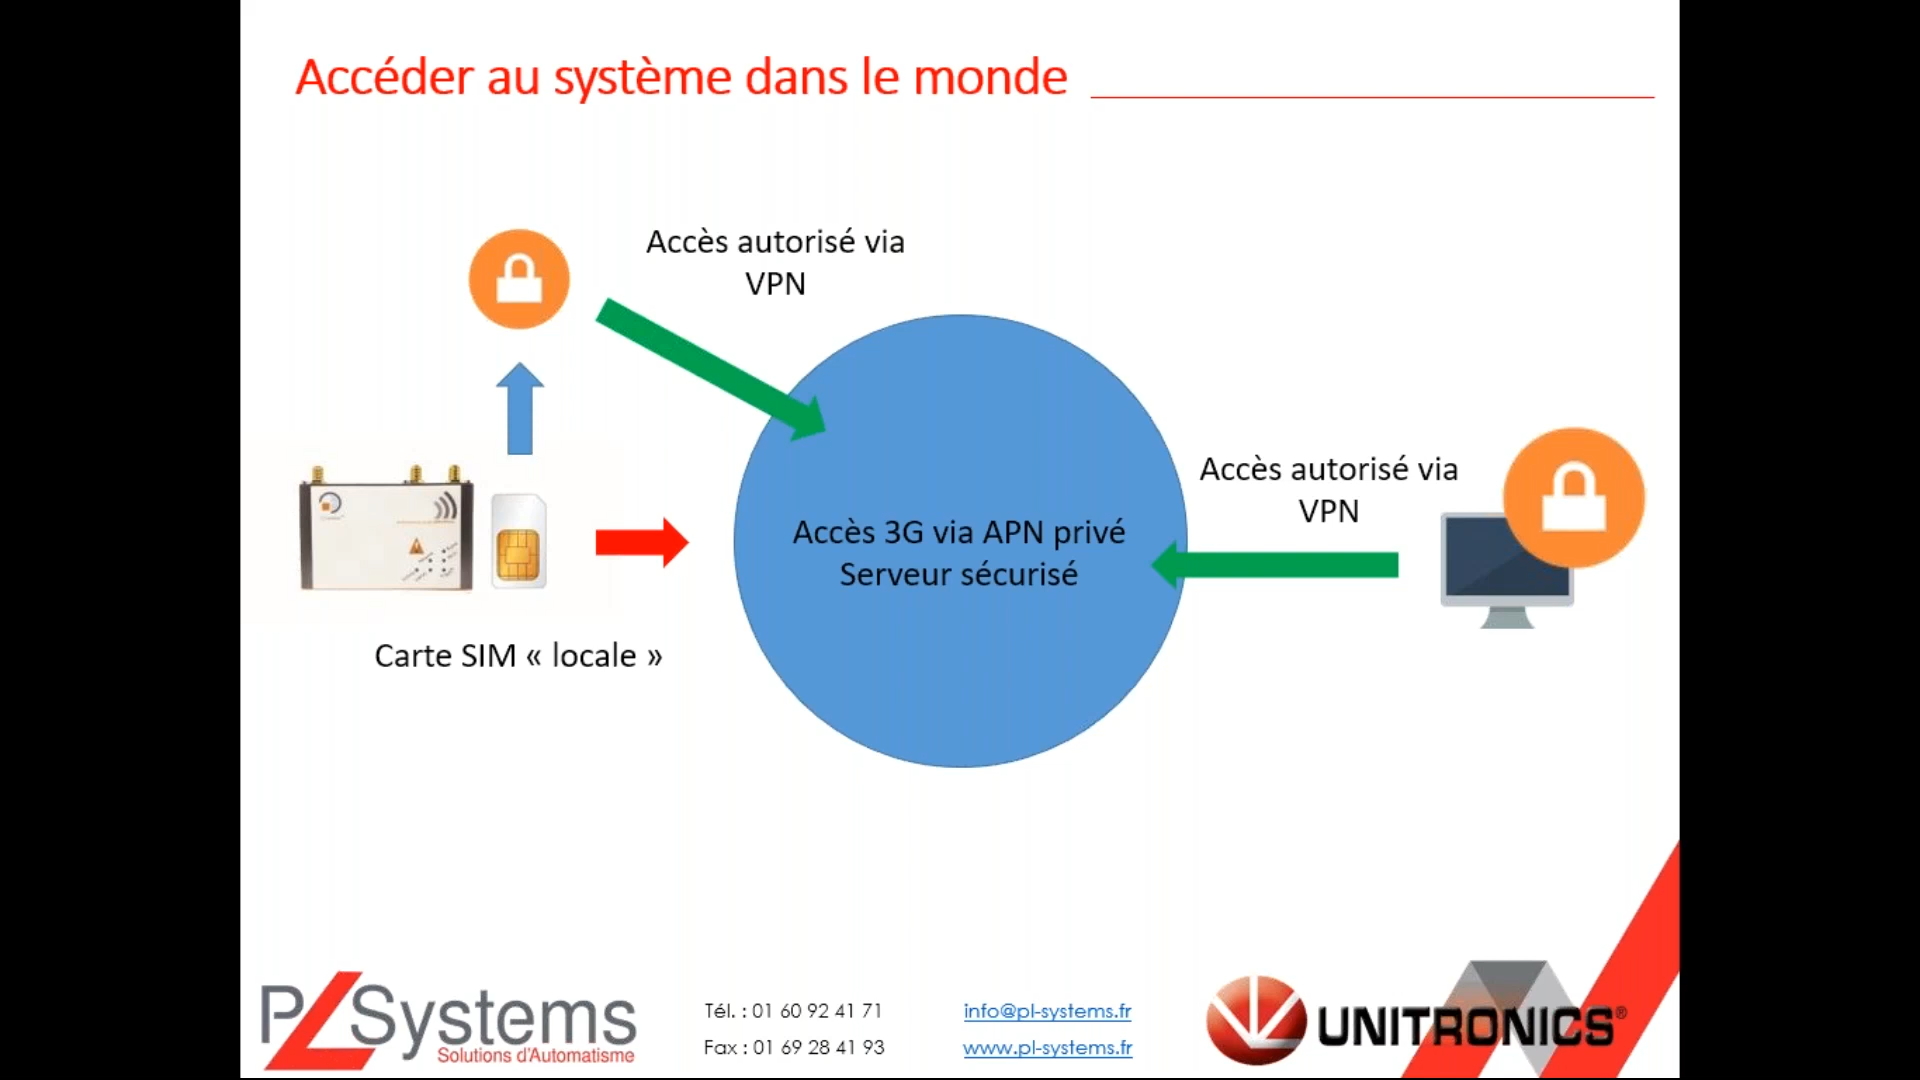 Accéder au système dans le monde
Accès autorisé via
VPN
Accès autorisé via
VPN
Accès 3G via APN privé
Serveur sécurisé
Carte SIM « locale »
PL Systems
Solutions d'Automatisme
Tél. : 01 60 92 41 71
Fax : 01 69 28 41 93
info@pl-systems.fr
www.pl-systems.fr
UNITRONICS®